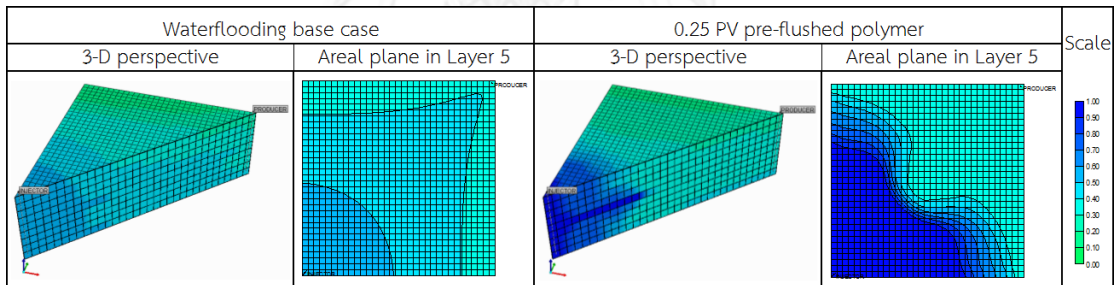 Waterflooding base case
0.25 PV pre-flushed polymer
Scale
3-D perspective
Areal plane in Layer 5
3-D perspective
Areal plane in Layer 5
PRODUCER
INJECTOR
PRODUCER
INJECTOR
PRODUCER
INJECTOR
PRODUCER
1.00
0.90
0.80
0.70
0.60
0.50
0.40
0.30
0.20
0.10
0.00